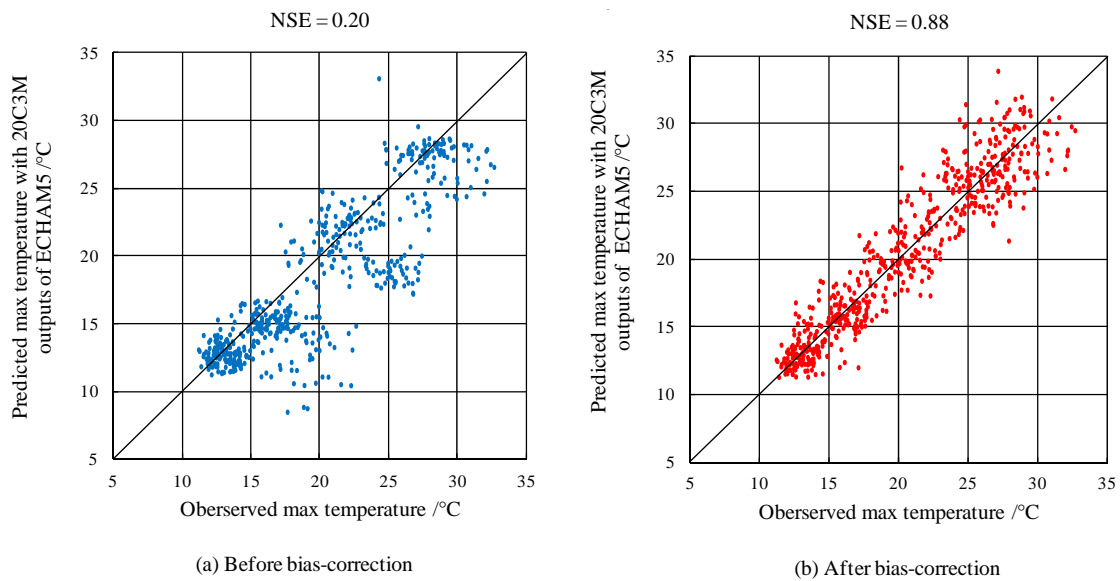 NSE = 0.20
Predicted max temperature with 20C3M
outputs of ECHAM5 /°C
35
30
25
20
15
10
5
5 10 15 20 25 30 35
Oberserved max temperature /°C
(a) Before bias-correction
NSE = 0.88
Predicted max temperature with 20C3M
outputs of ECHAM5 /°C
35
30
25
20
15
10
5
5 10 15 20 25 30 35
Oberserved max temperature /°C
(b) After bias-correction